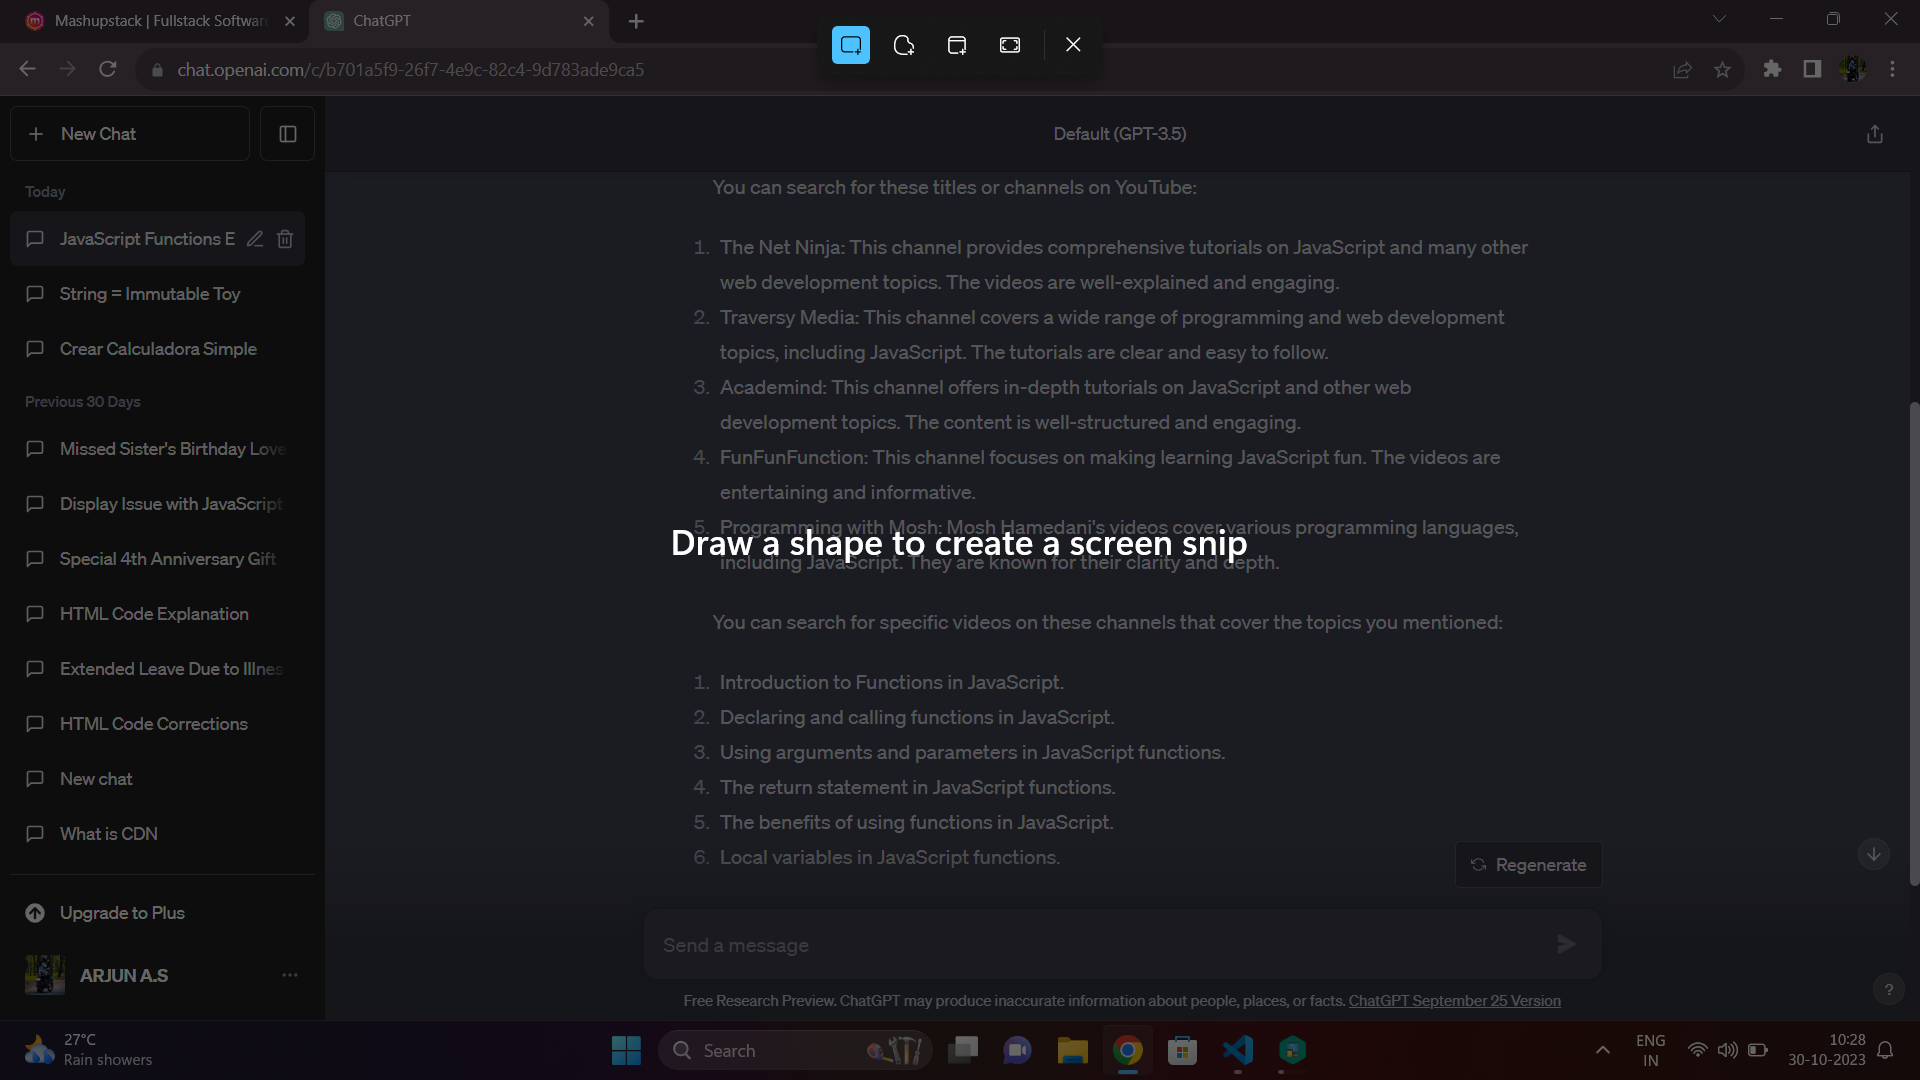 Mashupstack | Fullstack Softwar
ChatGPT
chat.openai.com/c/b701a5f9-26f7-4e9c-82c4-9d783ade9ca5
New Chat
Default (GPT-3.5)
Today
JavaScript Functions E
String = Immutable Toy
Crear Calculadora Simple
Previous 30 Days
Missed Sister's Birthday Love
Display Issue with JavaScript
Special 4th Anniversary Gift
HTML Code Explanation
Extended Leave Due to Illnes
HTML Code Corrections
New chat
What is CDN
Upgrade to Plus
ARJUN A.S
You can search for these titles or channels on YouTube:
1. The Net Ninja: This channel provides comprehensive tutorials on JavaScript and many other
web development topics. The videos are well-explained and engaging.
2. Traversy Media: This channel covers a wide range of programming and web development
topics, including JavaScript. The tutorials are clear and easy to follow.
3. Academind: This channel offers in-depth tutorials on JavaScript and other web
development topics. The content is well-structured and engaging.
4. FunFunFunction: This channel focuses on making learning JavaScript fun. The videos are
entertaining and informative.
5. Programming with Mosh: Mosh Hamedani's videos cover various programming languages,
Draw a shape to create a screen snip
including JavaScript. They are known for their clarity and depth.
You can search for specific videos on these channels that cover the topics you mentioned:
1. Introduction to Functions in JavaScript.
2. Declaring and calling functions in JavaScript.
3. Using arguments and parameters in JavaScript functions.
4. The return statement in JavaScript functions.
5. The benefits of using functions in JavaScript.
6. Local variables in JavaScript functions.
Regenerate
Send a message
Free Research Preview. ChatGPT may produce inaccurate information about people, places, or facts. ChatGPT September 25 Version
?
27°C
Rain showers
Search
ENG
IN
10:28
30-10-2023